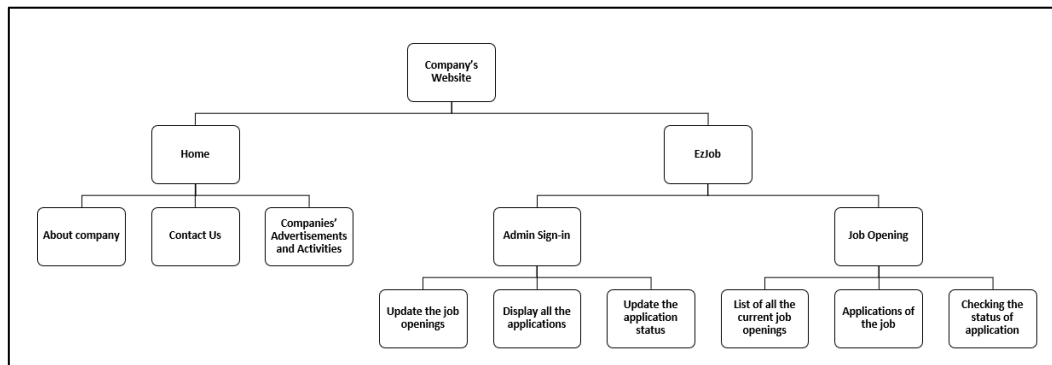 Company's
Website
Home
EzJob
About company
Contact Us
Companies'
Advertisements
and Activities
Admin Sign-in
Job Opening
Update the job
openings
Display all the
applications
Update the
application
status
List of all the
current job
openings
Applications of
the job
Checking the
status of
application